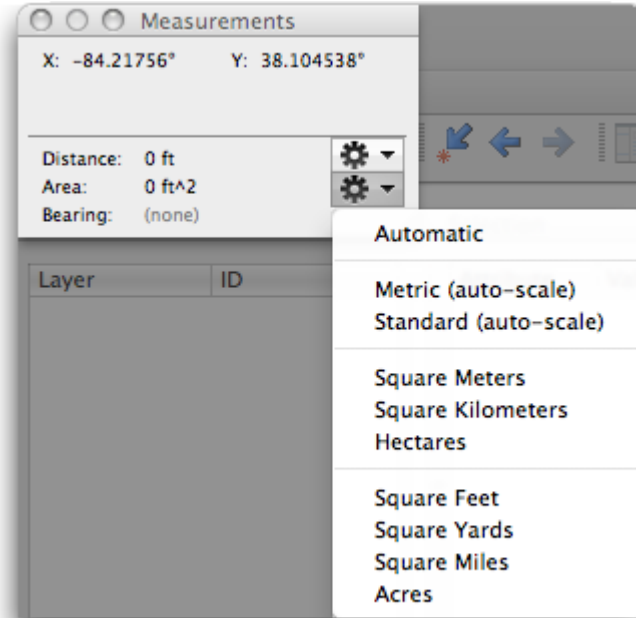 Measurements
X: -84.21756° Y: 38.104538°
Distance: 0 ft
Area: 0 ft^2
Bearing: (none)
Layer ID
Automatic
Metric (auto-scale)
Standard (auto-scale)
Square Meters
Square Kilometers
Hectares
Square Feet
Square Yards
Square Miles
Acres